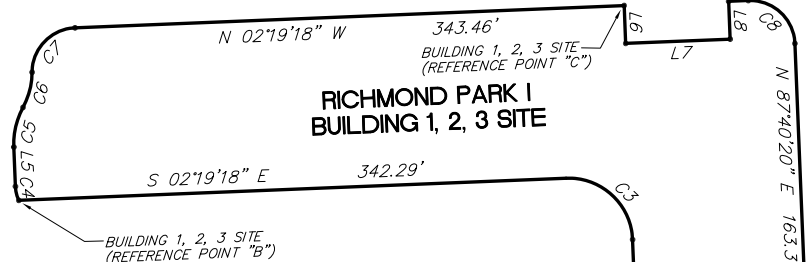 N 02°19'18" W
343.46'
L6
L8
C8
C7
BUILDING 1, 2, 3 SITE
(REFERENCE POINT "C")
L7
C6
RICHMOND PARK I
BUILDING 1, 2, 3 SITE
C5
L5
C4
S 02°19'18" E
342.29'
C3
N 87°40'20" E 163.3
BUILDING 1, 2, 3 SITE
(REFERENCE POINT "B")